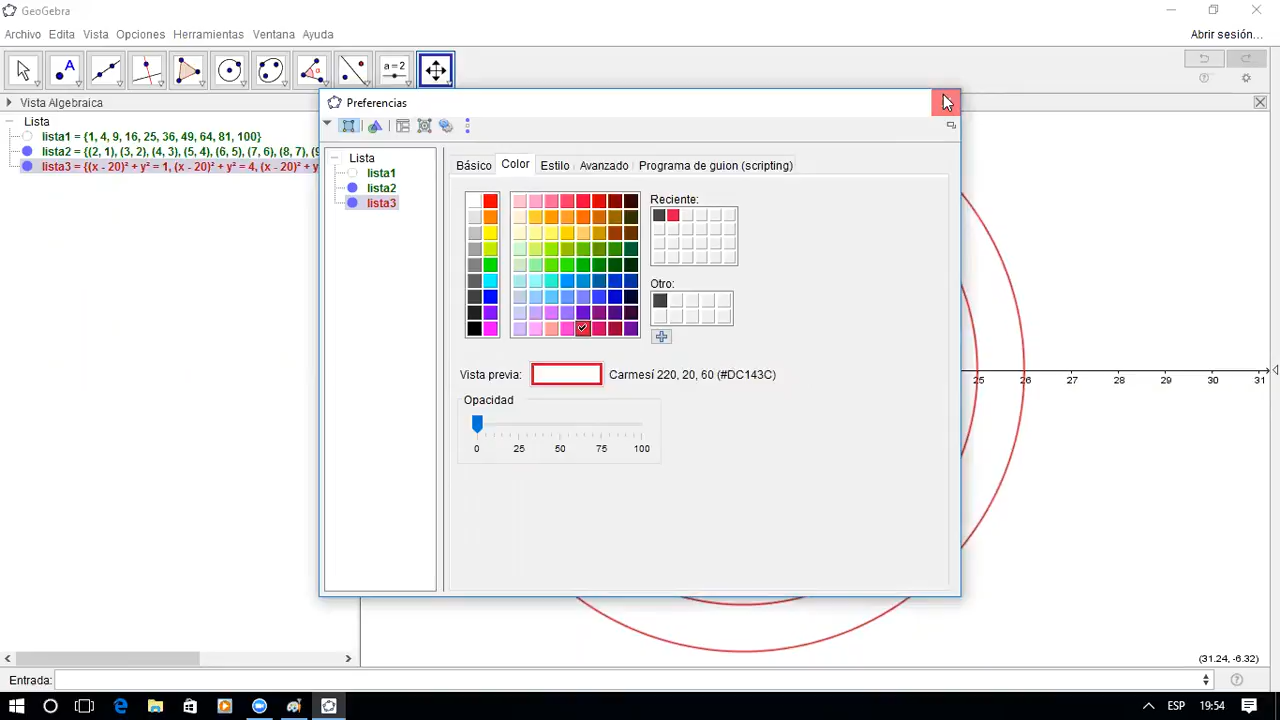 GeoGebra
Archivo Edita Vista Opciones Herramientas Ventana Ayuda
Abrir sesión...
A
a = 2
Vista Algebraica
Lista
lista1 = {1, 4, 9, 16, 25, 36, 49, 64, 81, 100}
lista2 = {(2, 1), (3, 2), (4, 3), (5, 4), (6, 5), (7, 6), (8, 7), (9
lista3 = {(x - 20)² + y² = 1, (x - 20)² + y² = 4, (x - 20)² + y
Preferencias
Lista
lista1
lista2
lista3
Básico Color Estilo Avanzado Programa de guion (scripting)
Reciente:
Otro:
Vista previa: Carmesí 220, 20, 60 (#DC143C)
Opacidad
0 25 50 75 100
25 26 27 28 29 30 31
(31.24, -6.32)
Entrada:
ESP 19:54